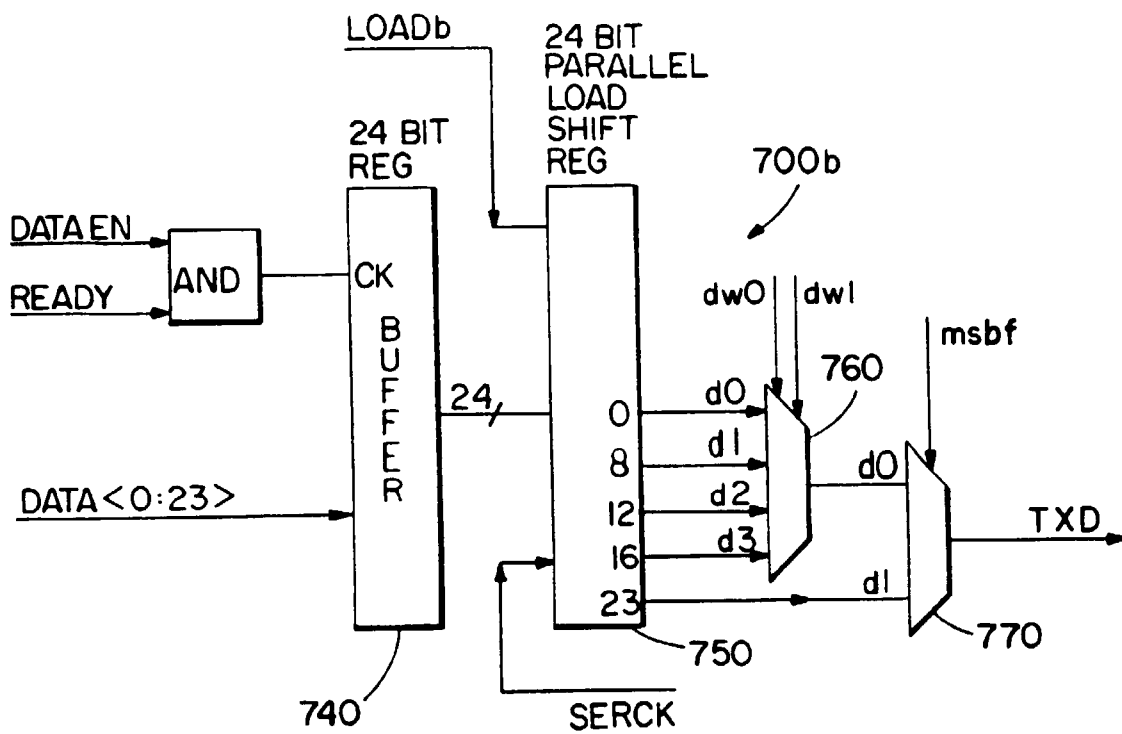 LOADb
24 BIT
PARALLEL
LOAD
SHIFT
REG
24 BIT
REG
700b
DATA EN
READY
AND
CK
BUFFER
24
DATA<0:23>
dw0
dw1
msbf
760
0
8
12
16
23
d0
d1
d2
d3
d0
d1
TXD
740
750
770
SERCK